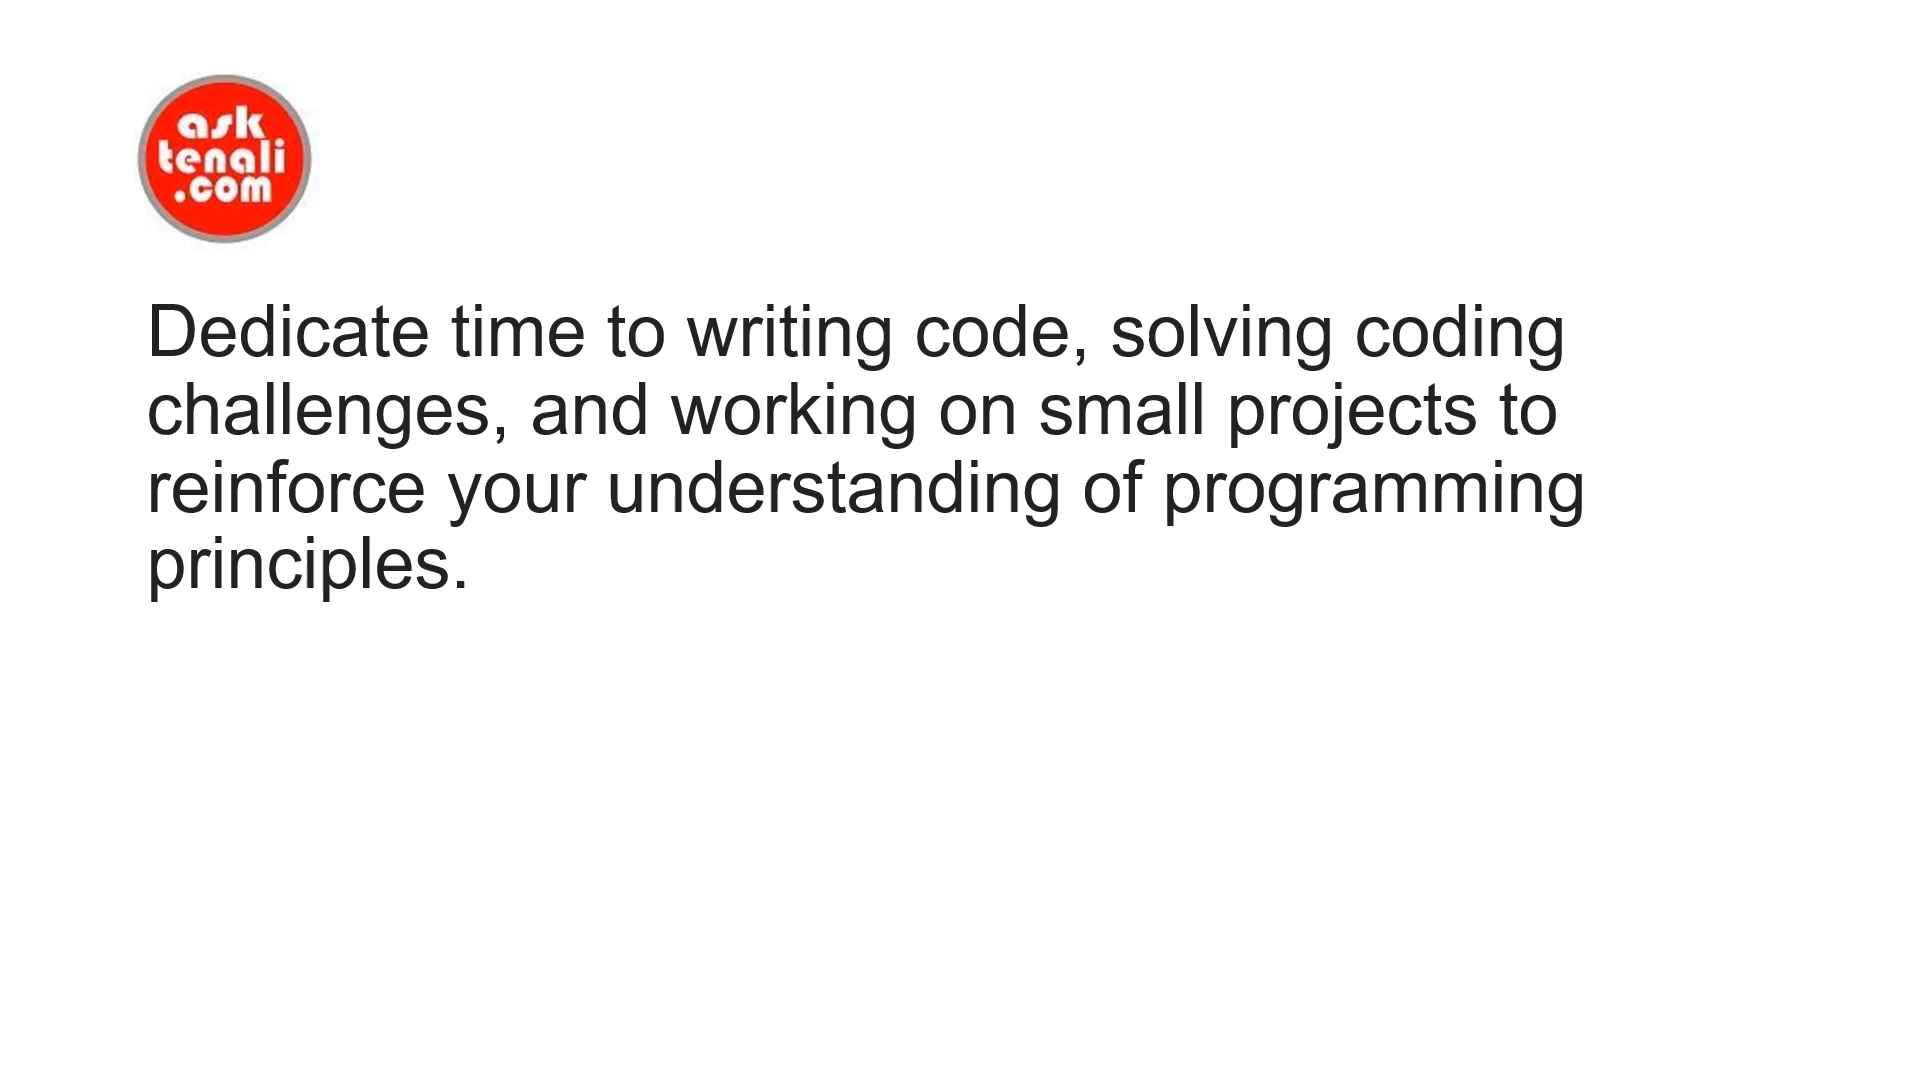 ask
tenali
.com
Dedicate time to writing code, solving coding
challenges, and working on small projects to
reinforce your understanding of programming
principles.